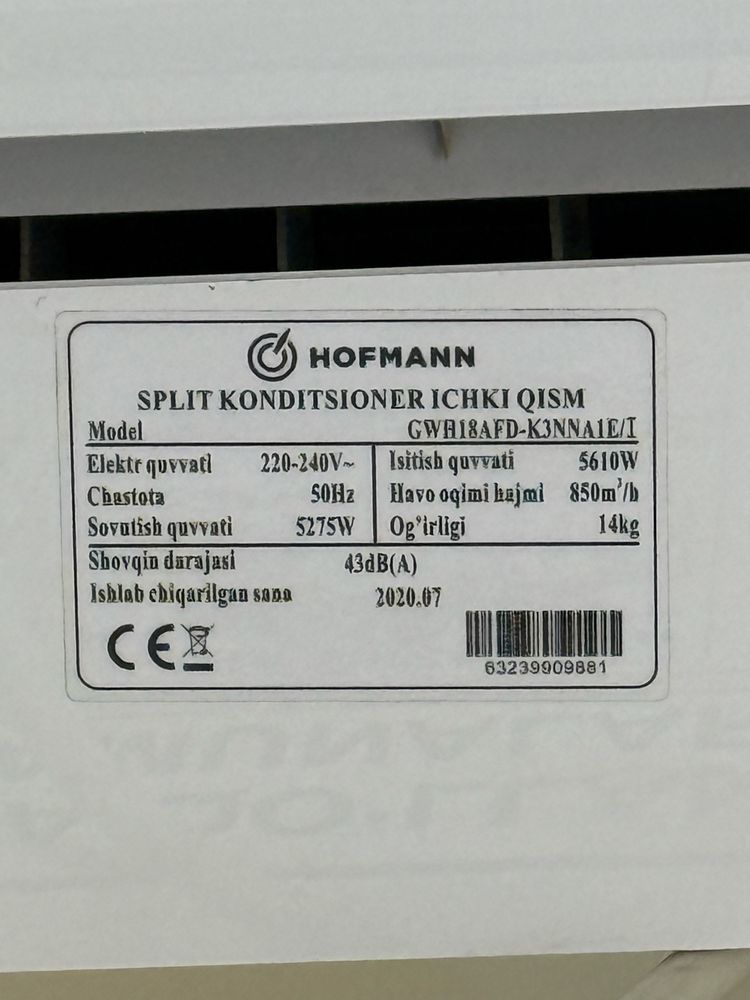 HOFMANN
SPLIT KONDITSIONER ICHKI QISM
Model GWH18AFD-K3NNA1E/I
Elektr quvvati 220-240V~ Isitish quvvati 5610W
Chastota 50Hz Havo oqimi hajmi 850m³/h
Sovutish quvvati 5275W Og'irligi 14kg
Shovqin darajasi 43dB(A)
Ishlab chiqarilgan sana 2020.07
CE
63239909881